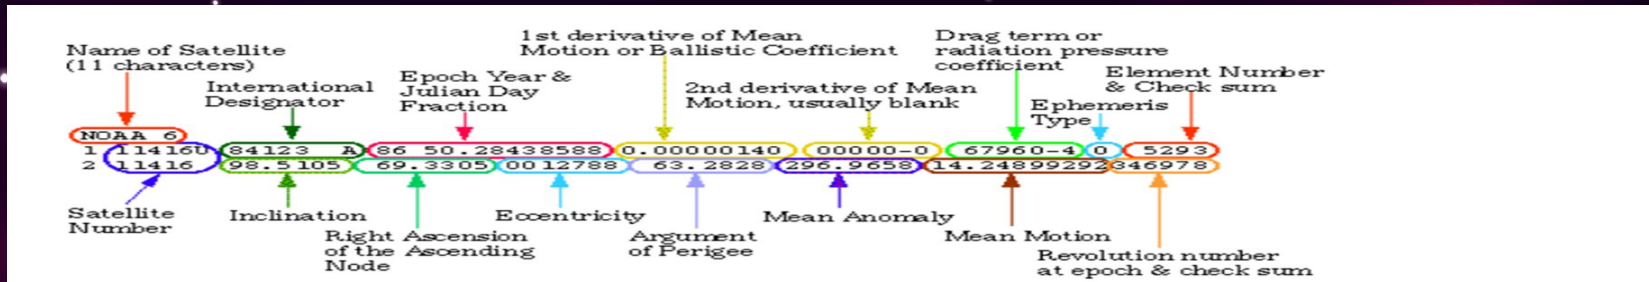 Name of Satellite
(11 characters)
International
Designator
Epoch Year &
Julian Day
Fraction
1st derivative of Mean
Motion or Ballistic Coefficient
2nd derivative of Mean
Motion, usually blank
Drag term or
radiation pressure
coefficient
Ephemeris
Type
Element Number
& Check sum
NOAA 6
1 11416U 84123 A 86 50.28438588 0.00000140 00000-0 67960-4 0 5293
2 11416 98.5105 69.3305 0012788 63.2828 296.9658 14.24899292 346978
Satellite
Number
Inclination
Right Ascension
of the Ascending
Node
Eccentricity
Argument
of Perigee
Mean Anomaly
Mean Motion
Revolution number
at epoch & check sum